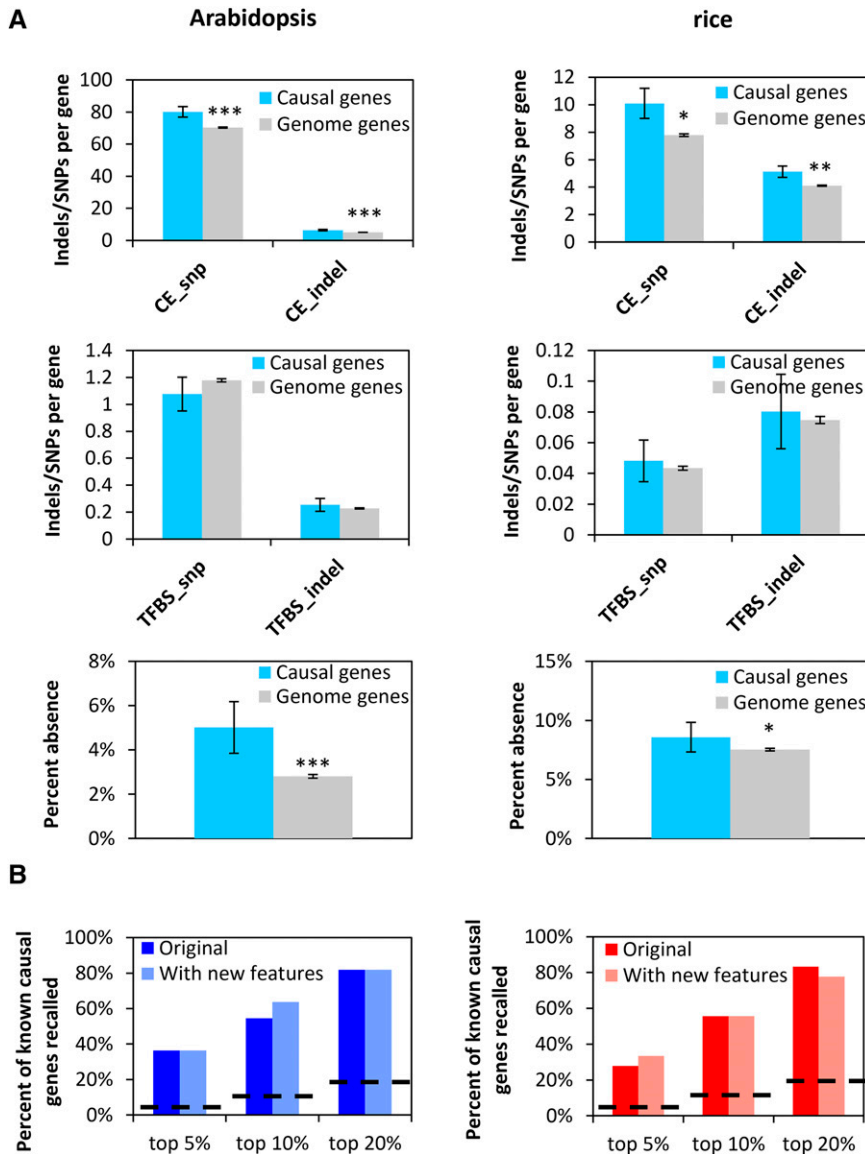 A
Arabidopsis
rice
Indels/SNPs per gene
100
80
60
40
20
0
Causal genes
Genome genes
***
***
CE_snp
CE_indel
Indels/SNPs per gene
12
10
8
6
4
2
0
Causal genes
Genome genes
*
**
CE_snp
CE_indel
Indels/SNPs per gene
1.4
1.2
1
0.8
0.6
0.4
0.2
0
Causal genes
Genome genes
TFBS_snp
TFBS_indel
Indels/SNPs per gene
0.12
0.1
0.08
0.06
0.04
0.02
0
Causal genes
Genome genes
TFBS_snp
TFBS_indel
Percent absence
8%
6%
4%
2%
0%
Causal genes
Genome genes
***
Percent absence
15%
10%
5%
0%
Causal genes
Genome genes
*
B
Percent of known causal
genes recalled
100%
80%
60%
40%
20%
0%
Original
With new features
top 5%
top 10%
top 20%
Percent of known causal
genes recalled
100%
80%
60%
40%
20%
0%
Original
With new features
top 5%
top 10%
top 20%